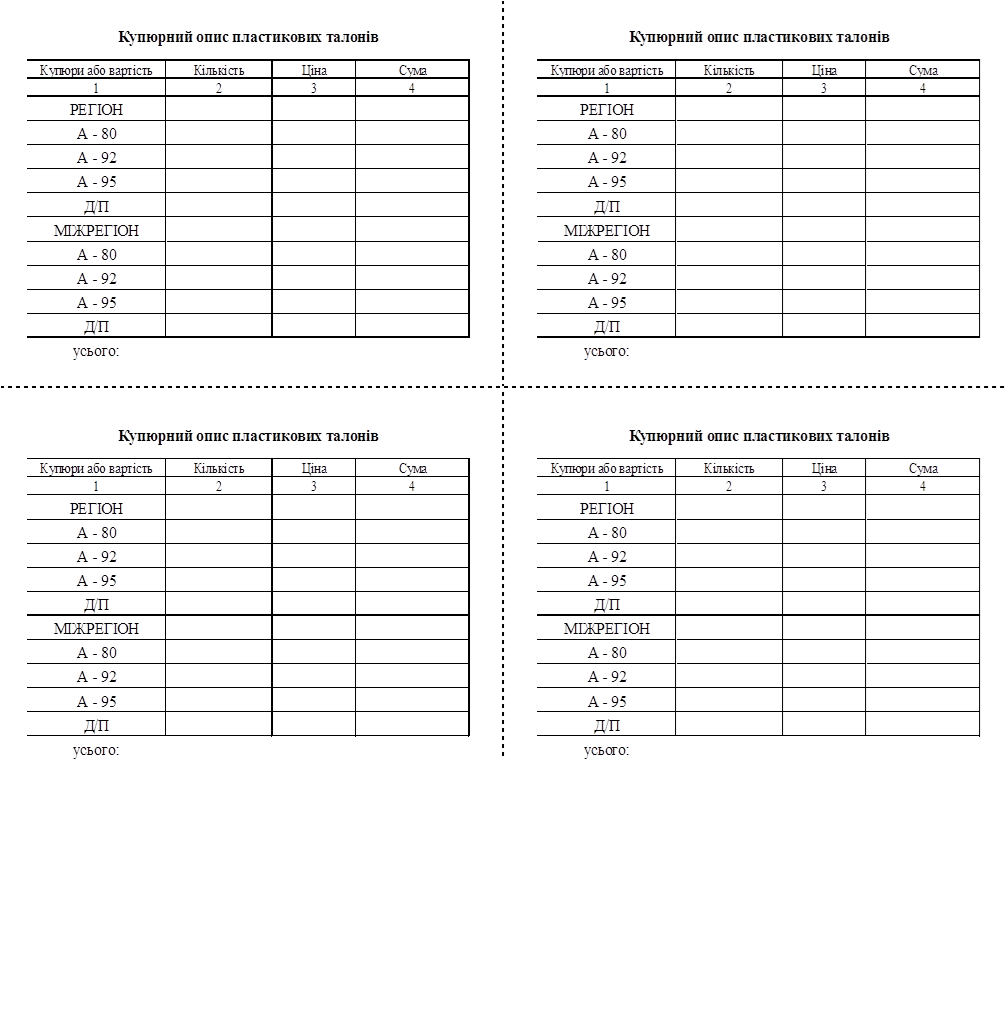 Купюрний опис пластикових талонів
Купюри або вартість Кількість Ціна Сума
1 2 3 4
РЕГІОН
А - 80
А - 92
А - 95
Д/П
МІЖРЕГІОН
А - 80
А - 92
А - 95
Д/П
усього:
Купюрний опис пластикових талонів
Купюри або вартість Кількість Ціна Сума
1 2 3 4
РЕГІОН
А - 80
А - 92
А - 95
Д/П
МІЖРЕГІОН
А - 80
А - 92
А - 95
Д/П
усього:
Купюрний опис пластикових талонів
Купюри або вартість Кількість Ціна Сума
1 2 3 4
РЕГІОН
А - 80
А - 92
А - 95
Д/П
МІЖРЕГІОН
А - 80
А - 92
А - 95
Д/П
усього:
Купюрний опис пластикових талонів
Купюри або вартість Кількість Ціна Сума
1 2 3 4
РЕГІОН
А - 80
А - 92
А - 95
Д/П
МІЖРЕГІОН
А - 80
А - 92
А - 95
Д/П
усього: